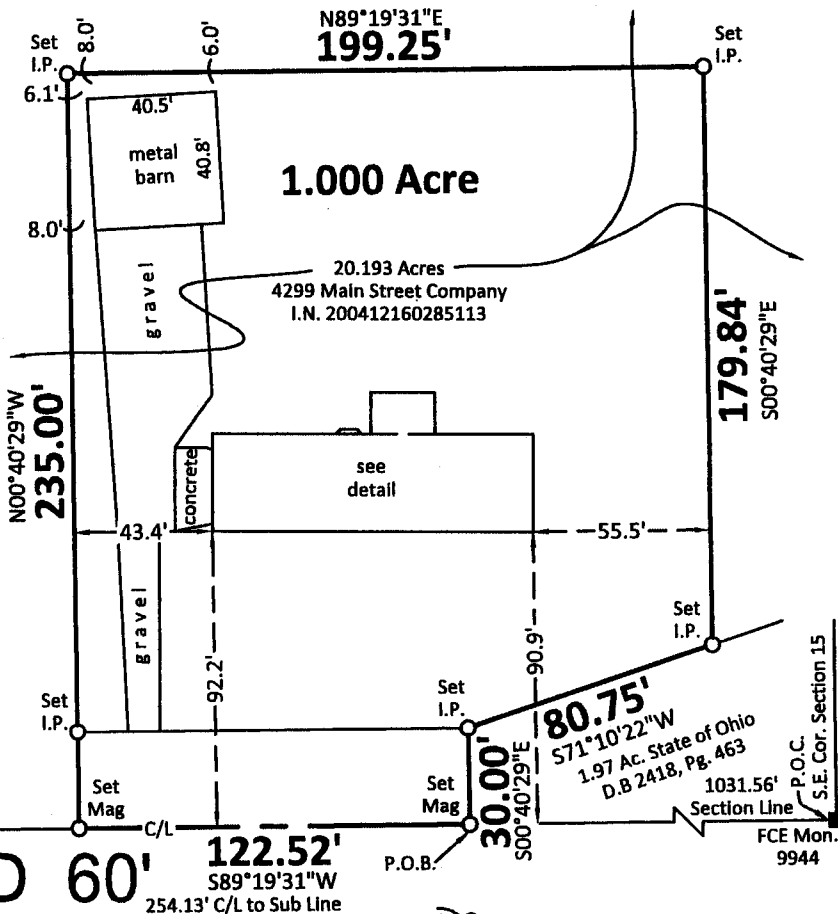 N89°19'31"E
199.25'
Set
I.P.
8.0'
6.0'
Set
I.P.
6.1'
40.5'
metal
barn
40.8'
1.000 Acre
8.0'
gravel
20.193 Acres
4299 Main Street Company
I.N. 200412160285113
179.84'
S00°40'29"E
N00°40'29"W
235.00'
concrete
see
detail
43.4'
55.5'
gravel
92.2'
90.9'
Set
I.P.
Set
I.P.
Set
I.P.
80.75'
S71°10'22"W
1.97 Ac. State of Ohio
D.B 2418, Pg. 463
30.00'
S00°40'29"E
Set
Mag
Set
Mag
1031.56'
Section Line
P.O.C.
S.E. Cor. Section 15
FCE Mon.
9944
C/L
P.O.B.
D 60'
122.52'
S89°19'31"W
254.13' C/L to Sub Line